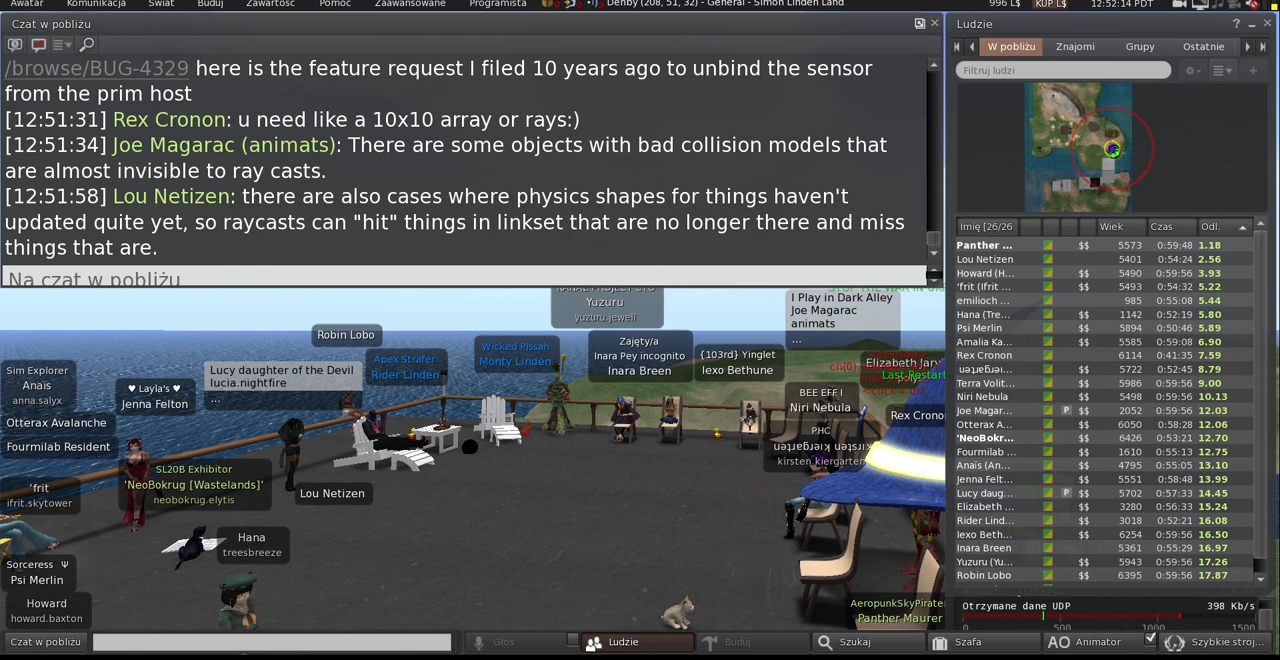 Awatar Komunikacja Świat Buduj Zawartość Pomoc Zaawansowane Programista Denby (208, 51, 32) - General - Simon Linden Land 996 L$ KUP L$ 12:52:14 PDT
Czat w pobliżu
/browse/BUG-4329 here is the feature request I filed 10 years ago to unbind the sensor
from the prim host
[12:51:31] Rex Cronon: u need like a 10x10 array or rays:)
[12:51:34] Joe Magarac (animats): There are some objects with bad collision models that
are almost invisible to ray casts.
[12:51:58] Lou Netizen: there are also cases where physics shapes for things haven't
updated quite yet, so raycasts can "hit" things in linkset that are no longer there and miss
things that are.
Na czat w pobliżu
Yuzuru
yuzuru.jewell
I Play in Dark Alley
Joe Magarac
animats
...
Robin Lobo
Apex Strafer
Rider Linden
Wicked Pissah
Monty Linden
Zajęty/a
Inara Pey incognito
Inara Breen
{103rd} Yinglet
Iexo Bethune
Elizabeth Jarv
Last Restart
Sim Explorer
Anaïs
anna.salyx
Lucy daughter of the Devil
lucia.nightfire
...
♥ Layla's ♥
Jenna Felton
BEE EFF I
Niri Nebula
Rex Crono
Otterax Avalanche
Fourmilab Resident
PHC
kirsten.kiergarten
SL20B Exhibitor
'NeoBokrug [Wastelands]'
neobokrug.elytis
Lou Netizen
'frit
ifrit.skytower
Hana
treesbreeze
Sorceress Ψ
Psi Merlin
Howard
howard.baxton
AeropunkSkyPirate
Panther Maurer
Czat w pobliżu Głos Ludzie Buduj Szukaj Szafa AO Animator Szybkie stroj...
Ludzie
W pobliżu Znajomi Grupy Ostatnie
Filtruj ludzi
Imię [26/26 Wiek Czas Odl.
Panther ... $$ 5573 0:59:48 1.18
Lou Netizen 5401 0:54:24 2.56
Howard (H... $$ 5490 0:59:56 3.93
'frit (Ifrit ... $$ 5493 0:54:32 5.22
emilioch ... 985 0:55:08 5.44
Hana (Tre... $$ 1142 0:52:19 5.80
Psi Merlin $$ 5894 0:50:46 5.89
Amalia Ka... $$ 5585 0:59:08 6.90
Rex Cronon 6114 0:41:35 7.59
$$ 5722 0:52:45 8.79
Terra Volit... $$ 5986 0:59:56 9.00
Niri Nebula $$ 5498 0:59:56 10.13
Joe Magar... P $$ 2052 0:59:56 12.03
Otterax A... $$ 6050 0:58:28 12.06
'NeoBokr... $$ 6426 0:53:21 12.70
Fourmilab ... $$ 1610 0:55:13 12.75
Anaïs (An... $$ 4795 0:55:05 13.10
Jenna Felt... $$ 5551 0:58:48 13.99
Lucy daug... P $$ 5702 0:57:33 14.45
Elizabeth ... $$ 3280 0:56:33 15.24
Rider Lind... $$ 3018 0:52:21 16.08
Iexo Beth... $$ 6254 0:59:56 16.50
Inara Breen 5361 0:55:29 16.97
Yuzuru (Yu... $$ 5943 0:59:56 17.26
Robin Lobo $$ 6395 0:59:56 17.87
Otrzymane dane UDP 398 Kb/s
0 500 1000 1500